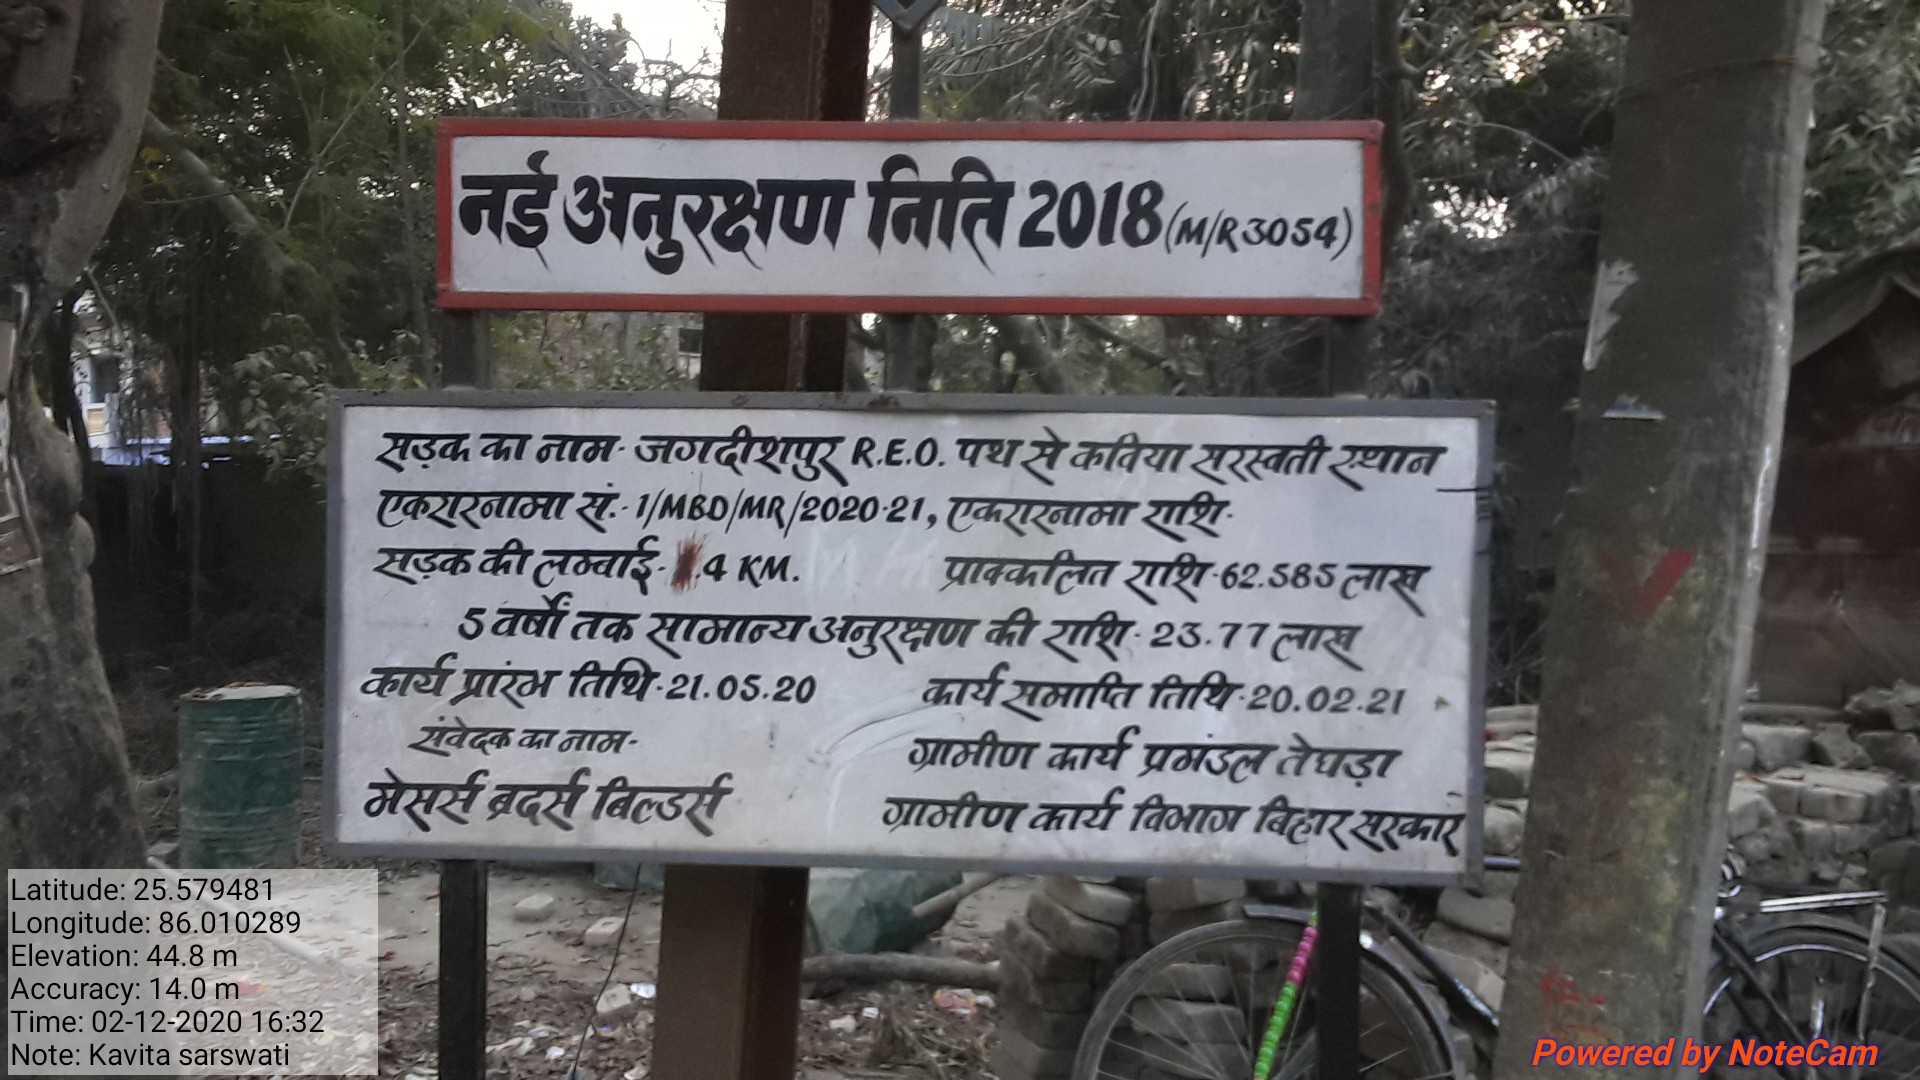 नई अनुरक्षण निति 2018 (M/R 3054)
सड़क का नाम- जगदीशपुर R.E.O. पथ से कविया सरस्वती स्थान
एकरारनामा सं.- 1/MBD/MR/2020-21, एकरारनामा राशि-
सड़क की लम्बाई- .4 KM. प्राक्कलित राशि-62.585 लाख
5 वर्षों तक सामान्य अनुरक्षण की राशि- 23.77 लाख
कार्य प्रांरभ तिथि-21.05.20 कार्य समाप्ति तिथि-20.02.21
संवेदक का नाम- ग्रामीण कार्य प्रमंडल तेघड़ा
मेसर्स ब्रदर्स बिल्डर्स ग्रामीण कार्य विभाग बिहार सरकार
Latitude: 25.579481
Longitude: 86.010289
Elevation: 44.8 m
Accuracy: 14.0 m
Time: 02-12-2020 16:32
Note: Kavita sarswati
Powered by NoteCam